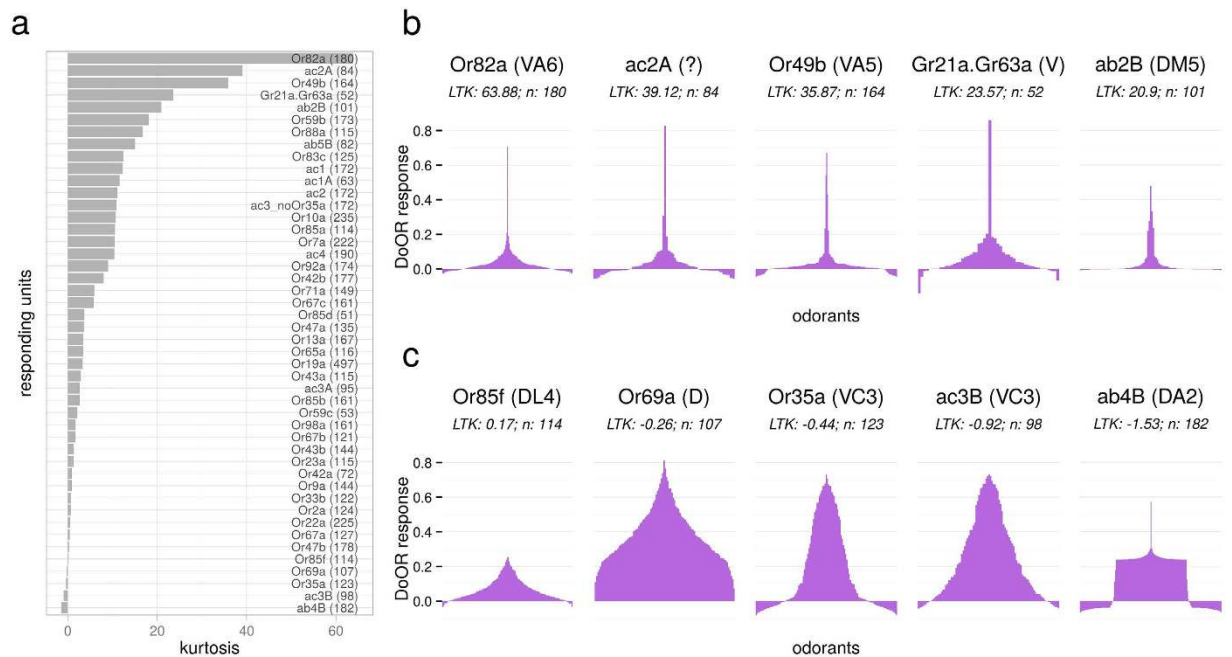 a
responding units
Or82a (180)
ac2A (84)
Or49b (164)
Gr21a.Gr63a (52)
ab2B (101)
Or59b (173)
Or88a (115)
ab5B (82)
Or83c (125)
ac1 (172)
ac1A (63)
ac2 (172)
ac3_noOr35a (172)
Or10a (235)
Or85a (114)
Or7a (222)
ac4 (190)
Or92a (174)
Or42b (177)
Or71a (149)
Or67c (161)
Or85d (51)
Or47a (135)
Or13a (167)
Or65a (116)
Or19a (497)
Or43a (115)
ac3A (95)
Or85b (161)
Or59c (53)
Or98a (161)
Or67b (121)
Or43b (144)
Or23a (115)
Or42a (72)
Or9a (144)
Or33b (122)
Or2a (124)
Or22a (225)
Or67a (127)
Or47b (178)
Or85f (114)
Or69a (107)
Or35a (123)
ac3B (98)
ab4B (182)
0 20 40 60
kurtosis
b
Or82a (VA6) ac2A (?) Or49b (VA5) Gr21a.Gr63a (V) ab2B (DM5)
LTK: 63.88; n: 180 LTK: 39.12; n: 84 LTK: 35.87; n: 164 LTK: 23.57; n: 52 LTK: 20.9; n: 101
DoOR response
0.8
0.6
0.4
0.2
0.0
odorants
c
Or85f (DL4) Or69a (D) Or35a (VC3) ac3B (VC3) ab4B (DA2)
LTK: 0.17; n: 114 LTK: -0.26; n: 107 LTK: -0.44; n: 123 LTK: -0.92; n: 98 LTK: -1.53; n: 182
DoOR response
0.8
0.6
0.4
0.2
0.0
odorants